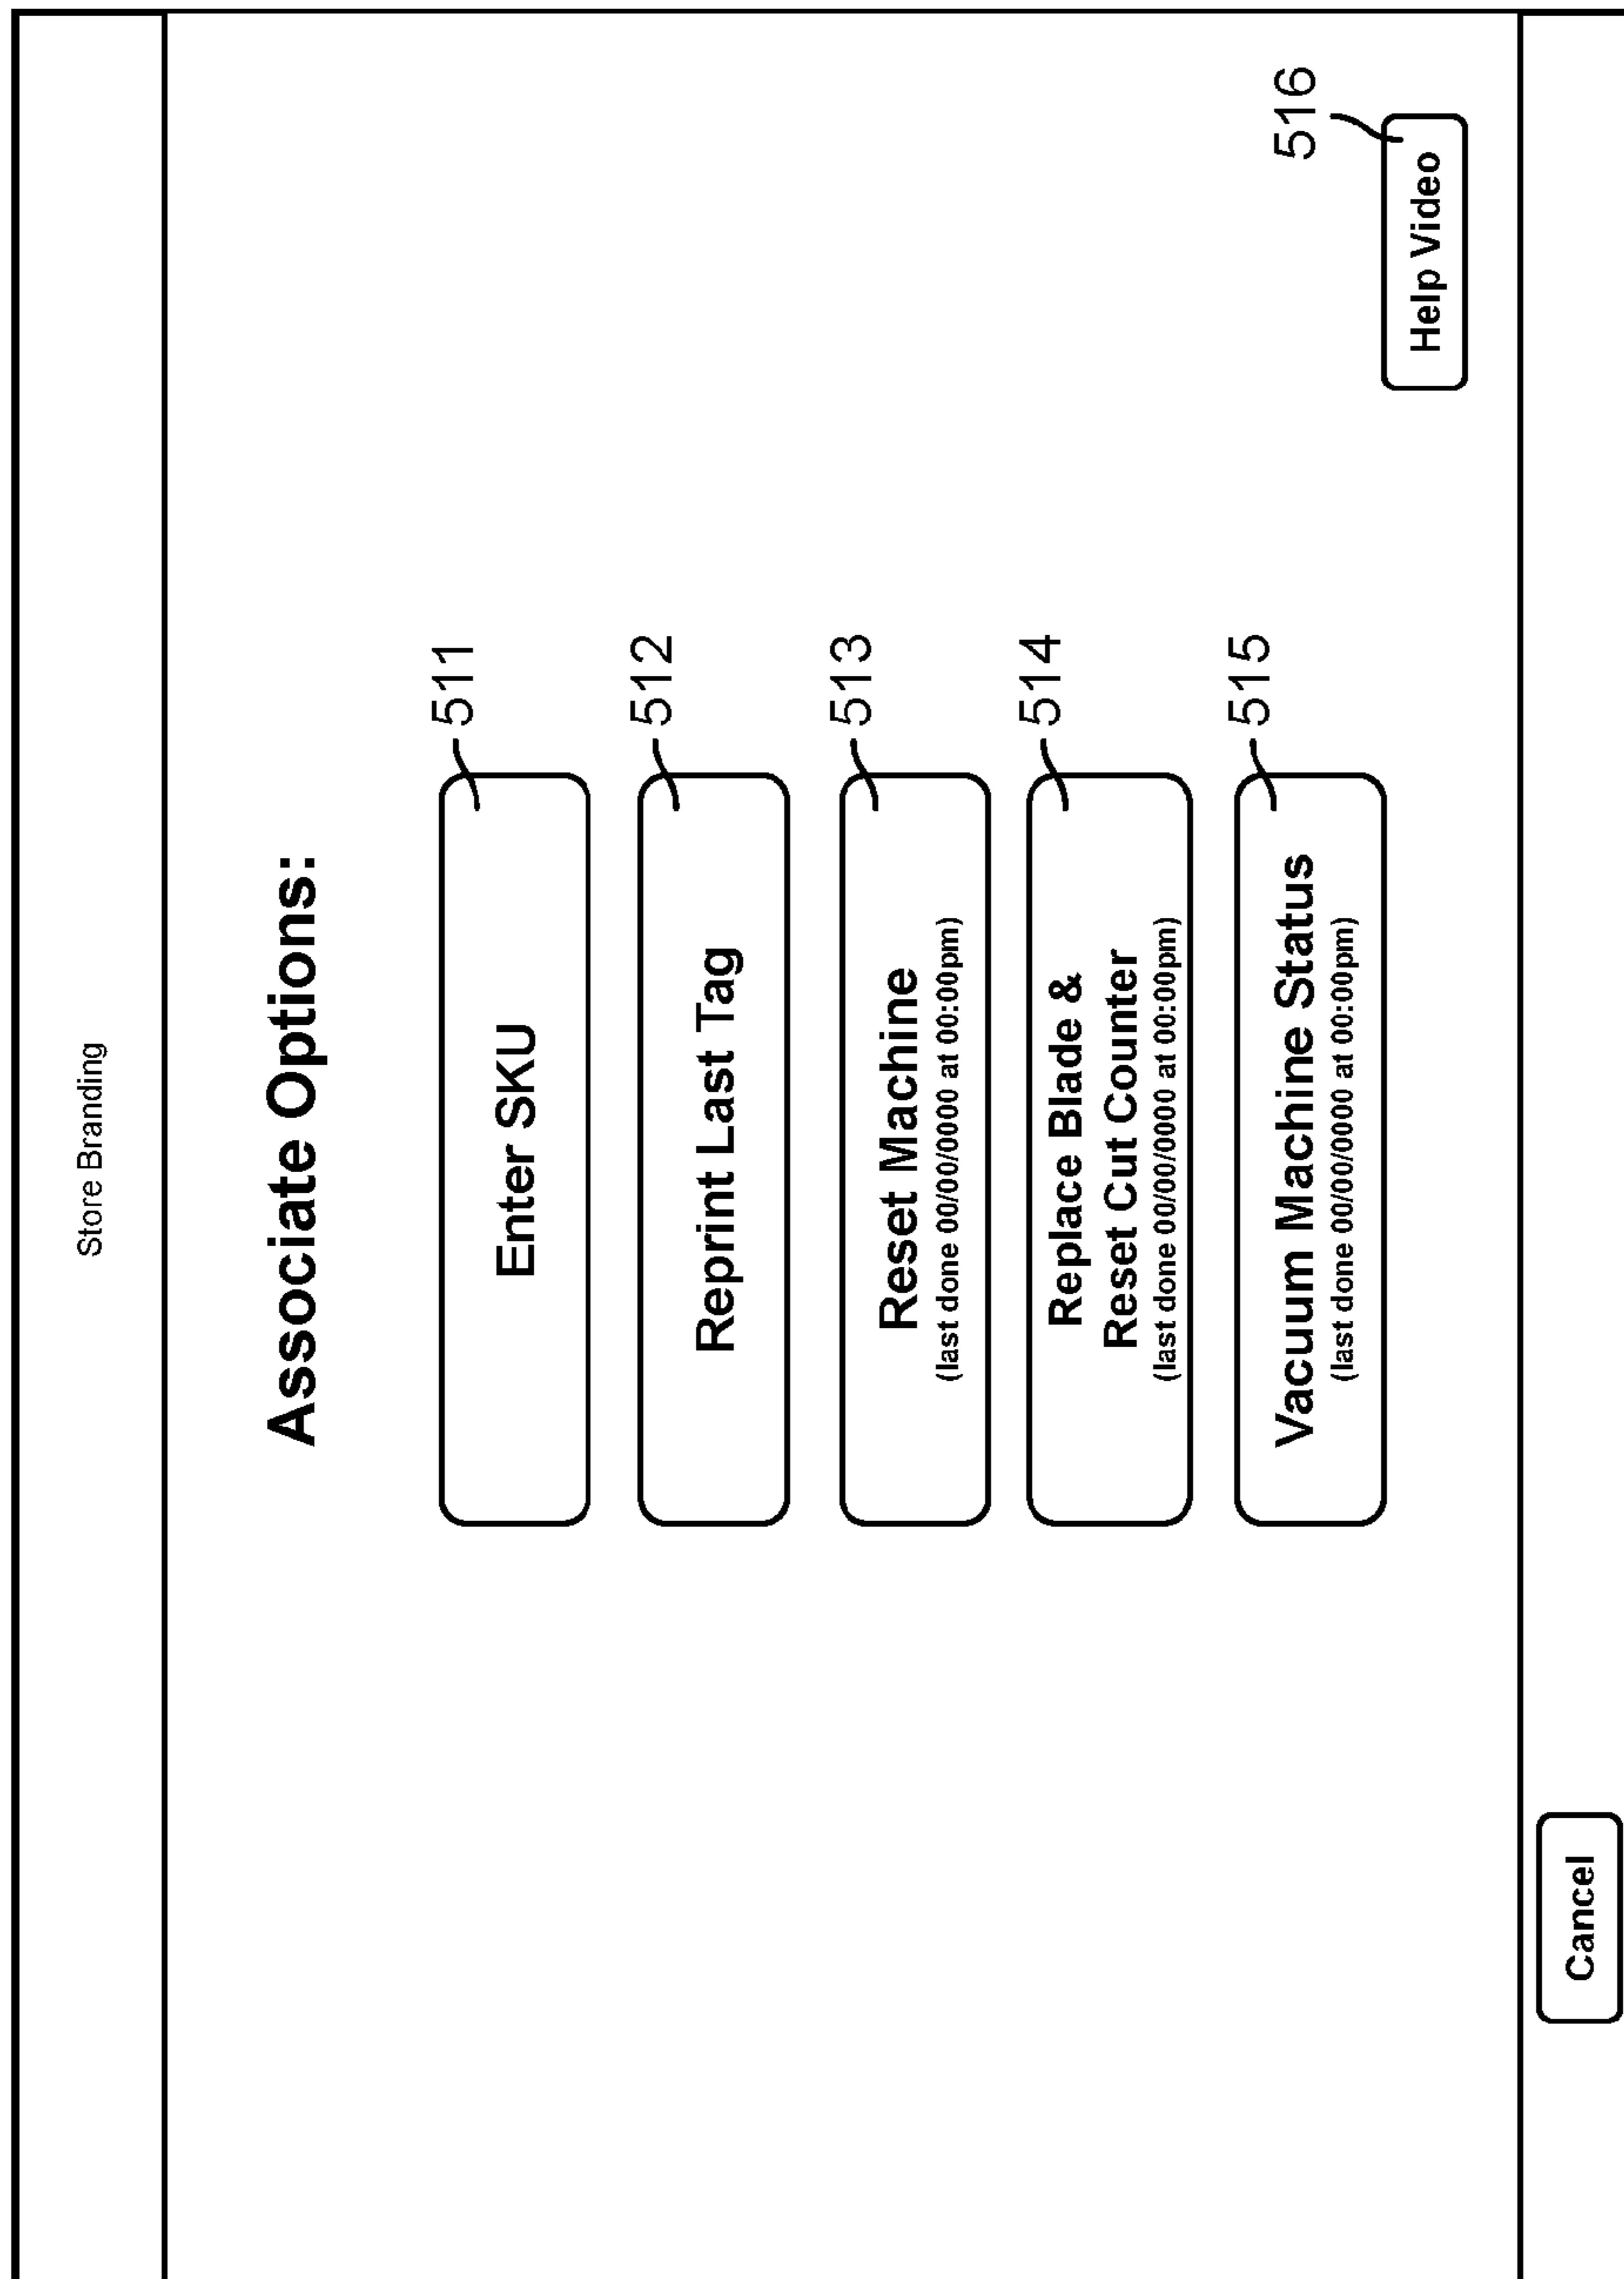 Store Branding
Associate Options:
Enter SKU
511
Reprint Last Tag
512
Reset Machine
(last done 00/00/0000 at 00:00pm)
513
Replace Blade &
Reset Cut Counter
(last done 00/00/0000 at 00:00pm)
514
Vacuum Machine Status
(last done 00/00/0000 at 00:00pm)
515
516
Help Video
Cancel